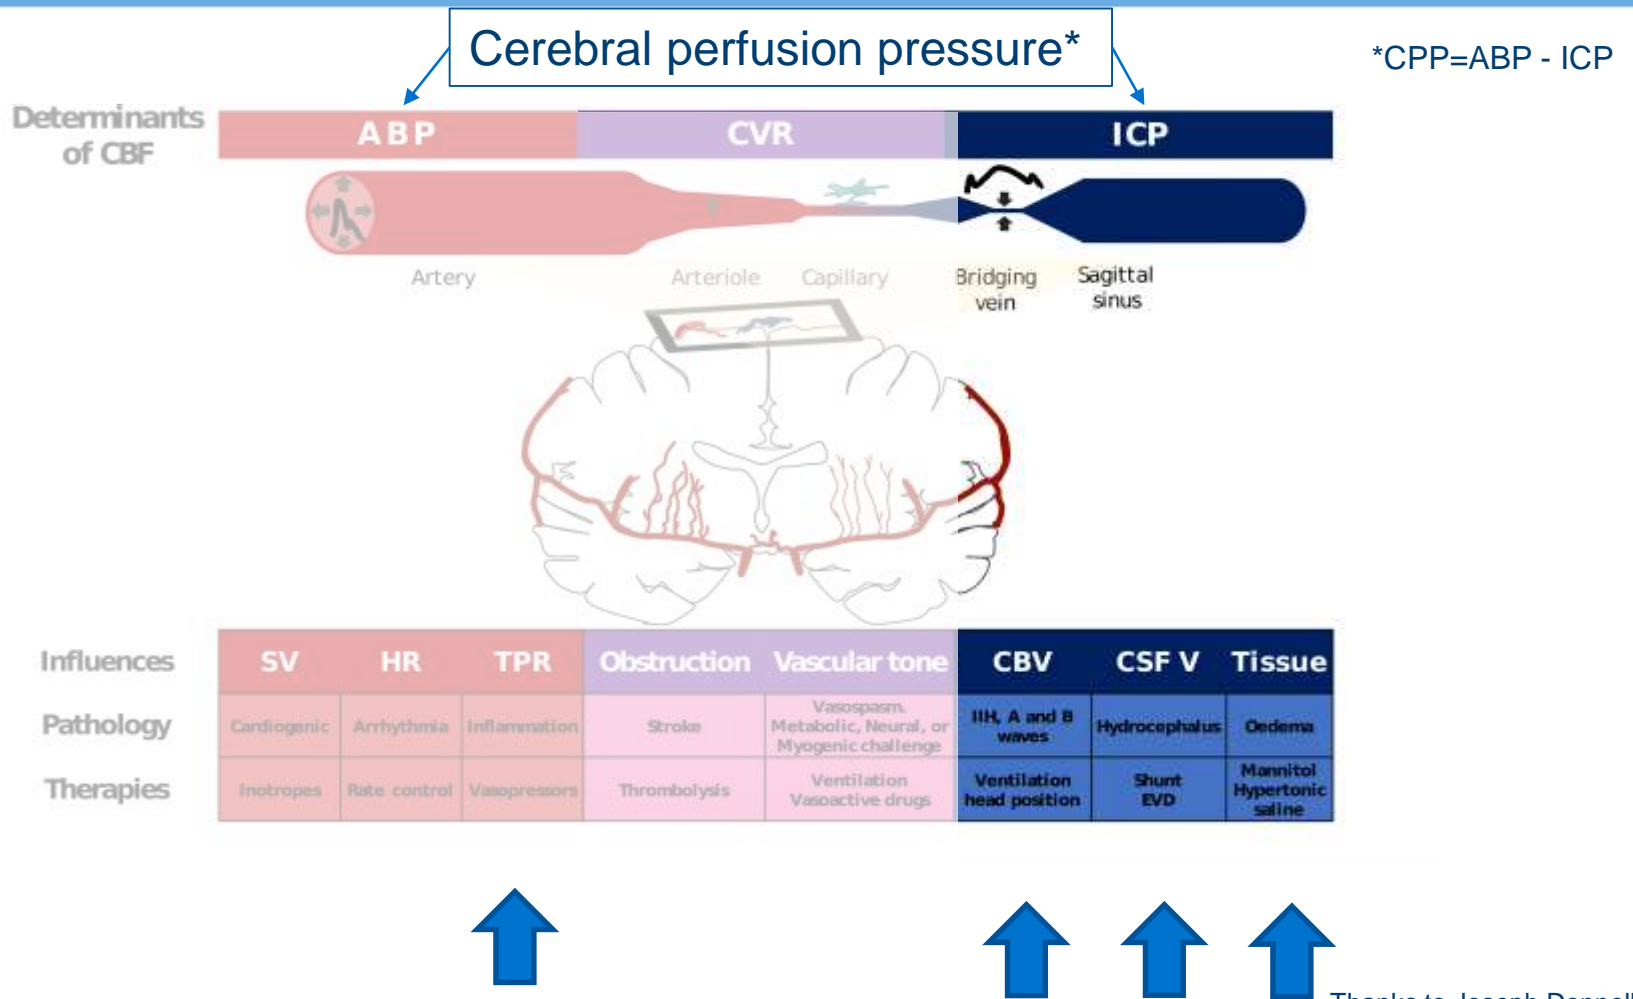 Cerebral perfusion pressure*
*CPP=ABP - ICP
Determinants
of CBF
ABP
CVR
ICP
Artery
Arteriole
Capillary
Bridging
vein
Sagittal
sinus
Influences
SV
HR
TPR
Obstruction
Vascular tone
CBV
CSF V
Tissue
Pathology
Cardiogenic
Arrhythmia
Inflammation
Stroke
Vasospasm.
Metabolic, Neural, or
Myogenic challenge
IIH, A and B
waves
Hydrocephalus
Oedema
Therapies
Inotropes
Rate control
Vasopressors
Thrombolysis
Ventilation
Vasoactive drugs
Ventilation
head position
Shunt
EVD
Mannitol
Hypertonic
saline
Thanks to Joseph